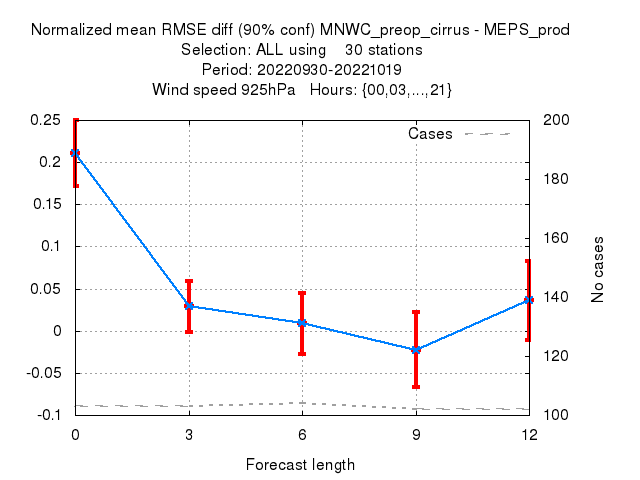 Normalized mean RMSE diff (90% conf) MNWC_preop_cirrus - MEPS_prod
Selection: ALL using    30 stations
Period: 20220930-20221019
Wind speed 925hPa   Hours: {00,03,...,21}
Cases
0.25
0.2
0.15
0.1
0.05
0
-0.05
-0.1
200
180
160
140
120
100
No cases
0 3 6 9 12
Forecast length